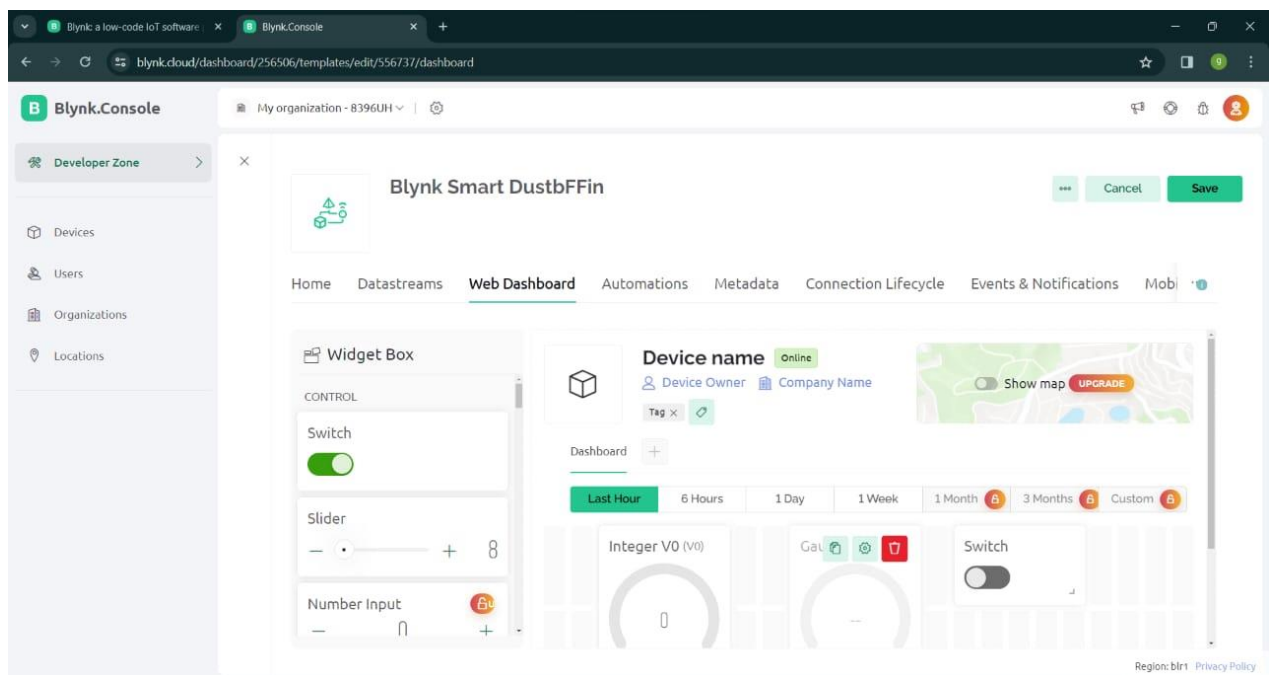 Blynk: a low-code IoT software
Blynk.Console
blynk.cloud/dashboard/256506/templates/edit/556737/dashboard
B Blynk.Console
My organization - 8396UH
Developer Zone
Devices
Users
Organizations
Locations
Blynk Smart DustbFFin
Cancel
Save
Home Datastreams Web Dashboard Automations Metadata Connection Lifecycle Events & Notifications Mobi
Widget Box
CONTROL
Switch
Slider
8
Number Input
0
Device name Online
Device Owner Company Name
Tag
Show map UPGRADE
Dashboard
Last Hour 6 Hours 1 Day 1 Week 1 Month 3 Months Custom
Integer V0 (V0)
0
Gau
--
Switch
Region: blr1 Privacy Policy